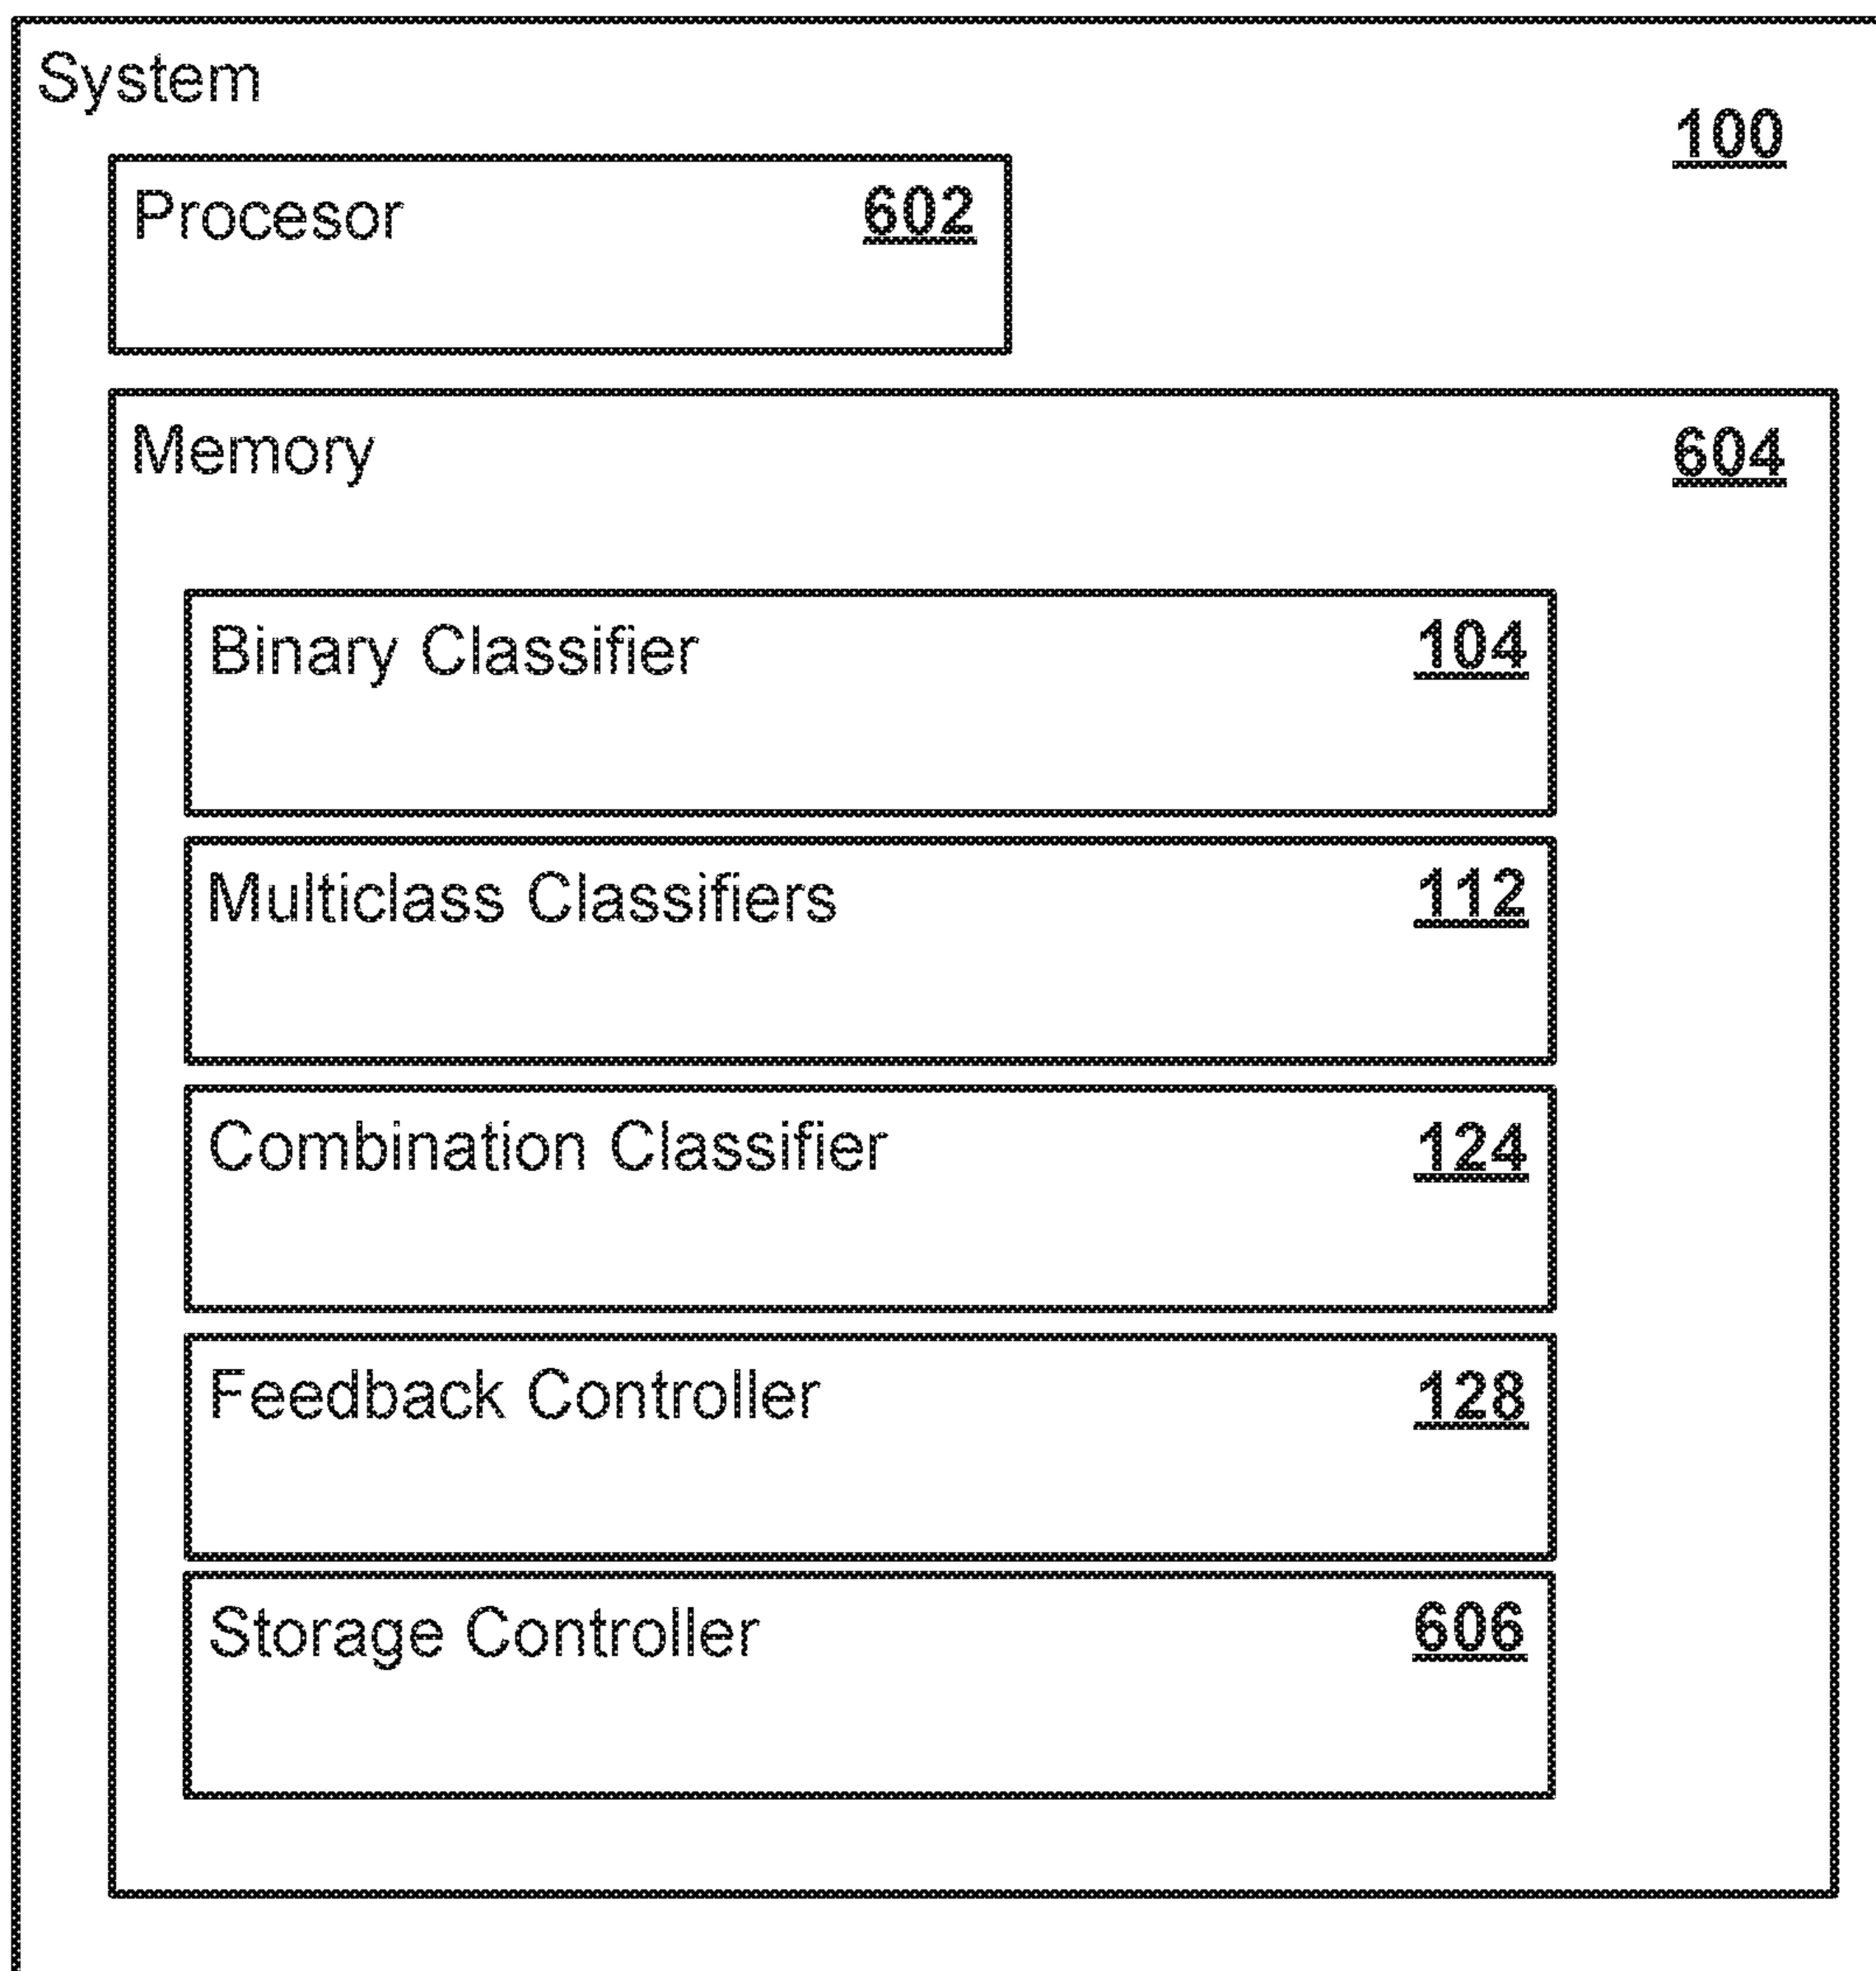 System
100
Procesor 602
Memory 604
Binary Classifier 104
Multiclass Classifiers 112
Combination Classifier 124
Feedback Controller 128
Storage Controller 606